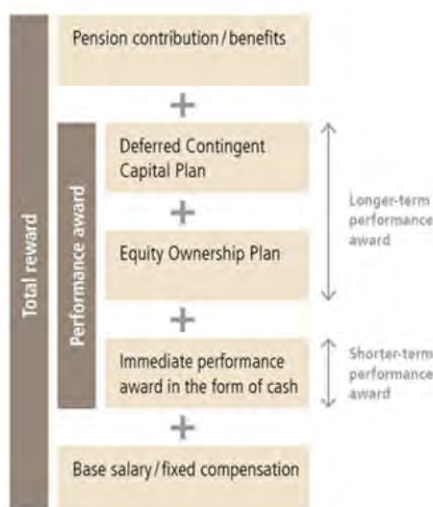 Total reward
Pension contribution/benefits
+
Performance award
Deferred Contingent
Capital Plan
+
Equity Ownership Plan
Longer-term
performance
award
+
Immediate performance
award in the form of cash
Shorter-term
performance
award
+
Base salary/fixed compensation